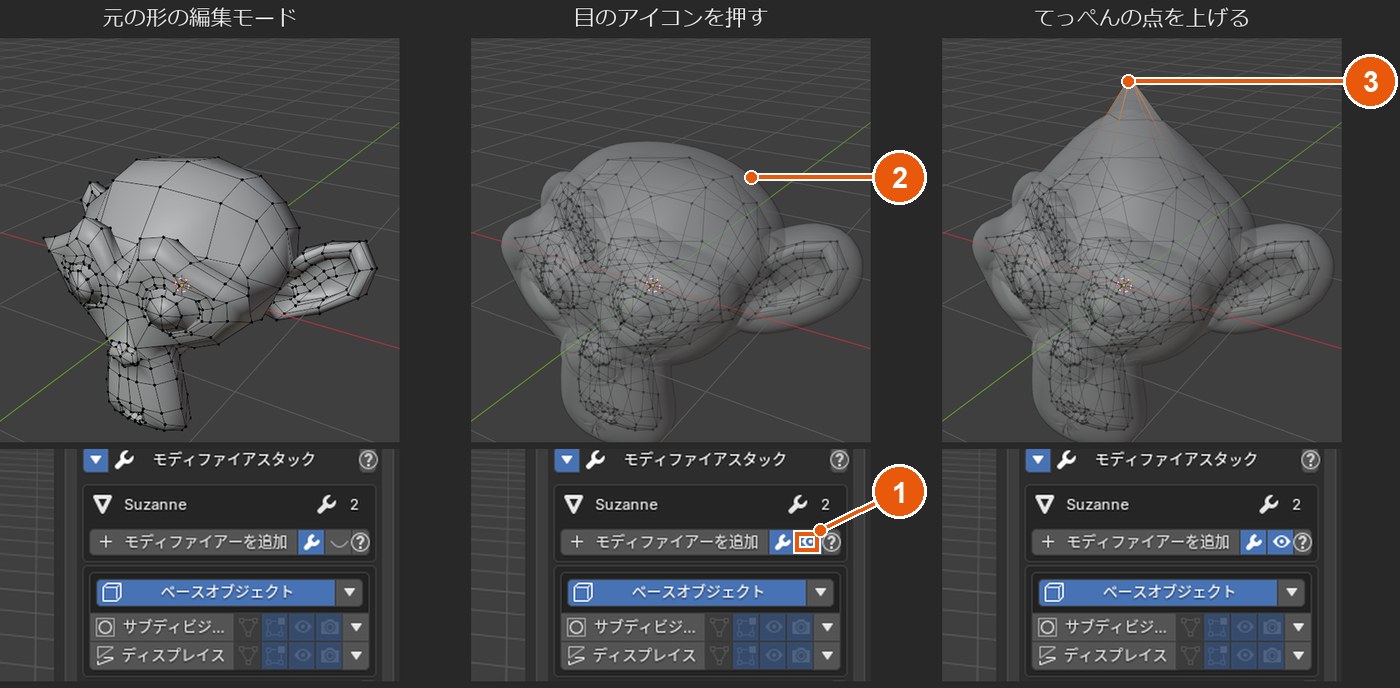 元の形の編集モード
目のアイコンを押す
てっぺんの点を上げる
3
2
1
モディファイアスタック ?
Suzanne 2
+ モディファイアーを追加 ?
ベースオブジェクト
サブディビジ...
ディスプレイス
モディファイアスタック ?
Suzanne 2
+ モディファイアーを追加 ?
ベースオブジェクト
サブディビジ...
ディスプレイス
モディファイアスタック ?
Suzanne 2
+ モディファイアーを追加 ?
ベースオブジェクト
サブディビジ...
ディスプレイス